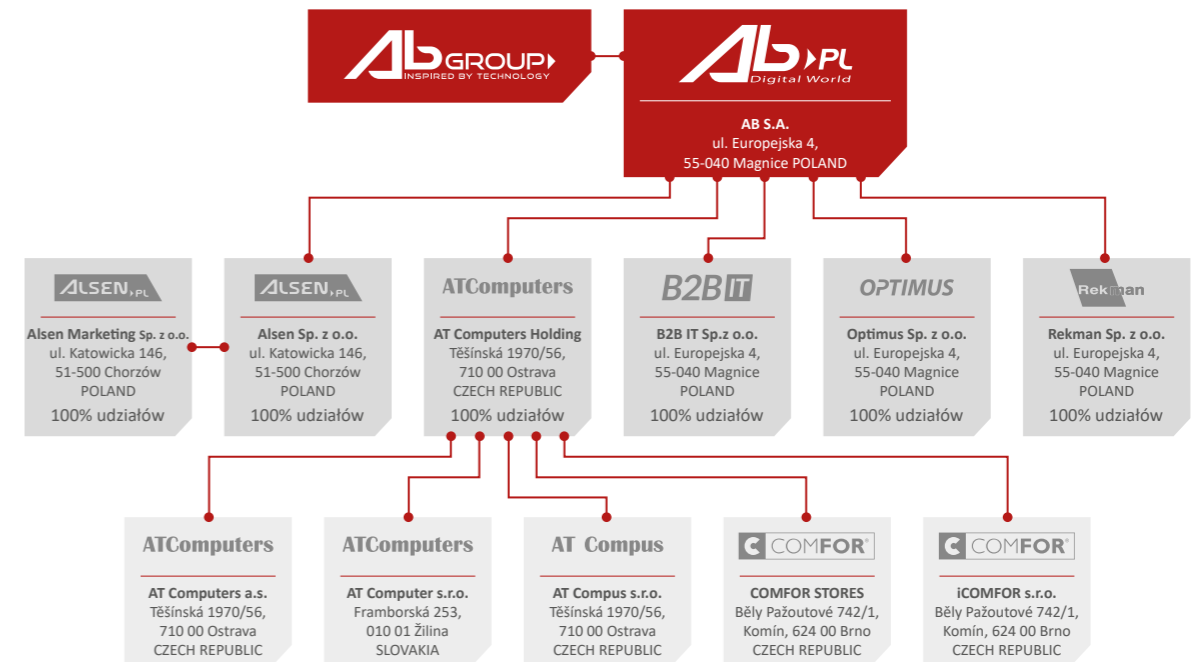 Ab GROUP
INSPIRED BY TECHNOLOGY
Ab PL
Digital World
AB S.A.
ul. Europejska 4,
55-040 Magnice POLAND
ALSEN.PL
Alsen Marketing Sp. z o.o.
ul. Katowicka 146,
51-500 Chorzów
POLAND
100% udziałów
ALSEN.PL
Alsen Sp. z o.o.
ul. Katowicka 146,
51-500 Chorzów
POLAND
100% udziałów
ATComputers
AT Computers Holding
Těšínská 1970/56,
710 00 Ostrava
CZECH REPUBLIC
100% udziałów
B2B IT
B2B IT Sp.z o.o.
ul. Europejska 4,
55-040 Magnice
POLAND
100% udziałów
OPTIMUS
Optimus Sp. z o.o.
ul. Europejska 4,
55-040 Magnice
POLAND
100% udziałów
Rekman
Rekman Sp. z o.o.
ul. Europejska 4,
55-040 Magnice
POLAND
100% udziałów
ATComputers
AT Computers a.s.
Těšínská 1970/56,
710 00 Ostrava
CZECH REPUBLIC
ATComputers
AT Computer s.r.o.
Framborská 253,
010 01 Žilina
SLOVAKIA
AT Compus
AT Compus s.r.o.
Těšínská 1970/56,
710 00 Ostrava
CZECH REPUBLIC
C COMFOR®
COMFOR STORES
Běly Pažoutové 742/1,
Komín, 624 00 Brno
CZECH REPUBLIC
C COMFOR®
iCOMFOR s.r.o.
Běly Pažoutové 742/1,
Komín, 624 00 Brno
CZECH REPUBLIC